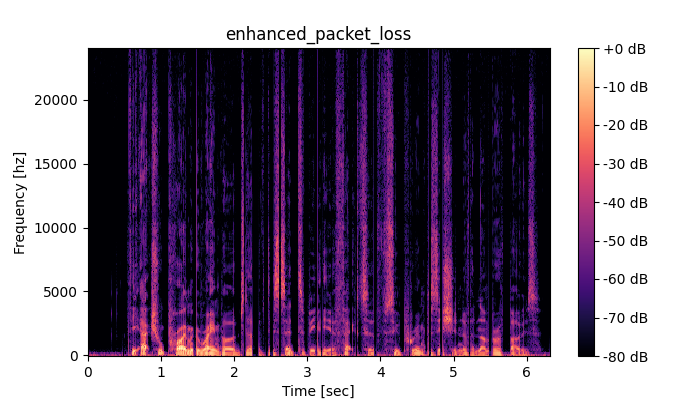 enhanced_packet_loss
+0 dB
20000
-10 dB
-20 dB
15000
-30 dB
Frequency [hz]
-40 dB
10000
-50 dB
-60 dB
5000
-70 dB
0
-80 dB
0 1 2 3 4 5 6
Time [sec]